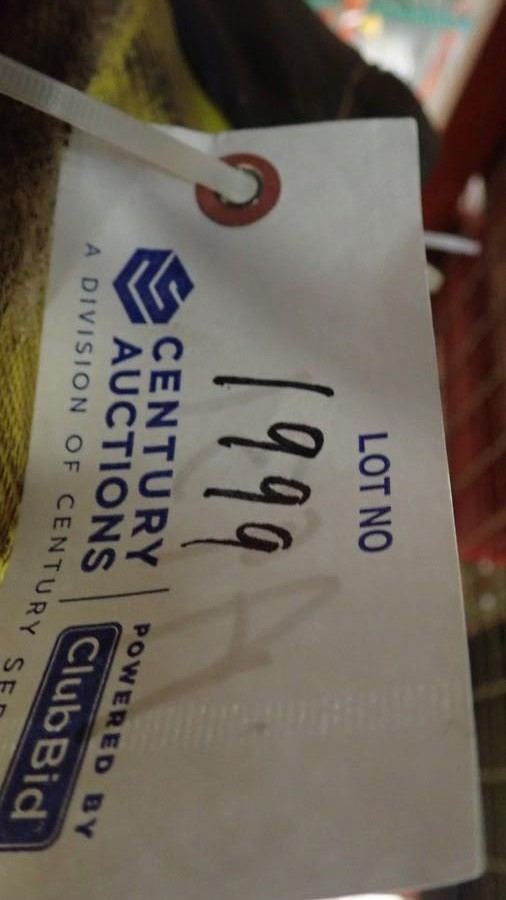 LOT NO
1999
CENTURY
AUCTIONS
A DIVISION OF CENTURY
POWERED BY
ClubBid